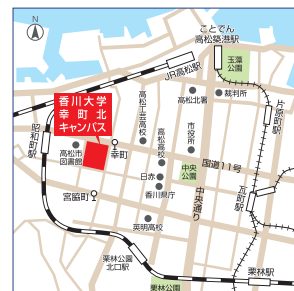 N
ことでん
高松築港駅
玉藻
公園
JR高松駅
香川大学
幸町北
キャンパス
高松北署
裁判所
片原町駅
昭和町駅
高松工芸高校
市役所
高松市
図書館
幸町
高松高校
国道11号
中央
公園
日赤
香川県庁
宮脇町
瓦町駅
中央通り
英明高校
栗林公園
北口駅
栗林駅
栗林公園